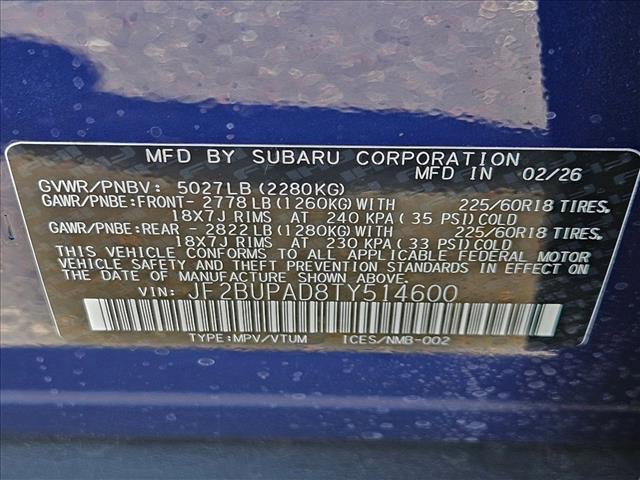 MFD BY SUBARU CORPORATION MFD IN 02/26
GVWR/PNBV: 5027LB(2280KG)
GAWR/PNBE:FRONT- 2778LB(1260KG)WITH 225/60R18 TIRES,
18X7J RIMS AT 240 KPA(35 PSI)COLD
GAWR/PNBE:REAR - 2822LB(1280KG)WITH 225/60R18 TIRES,
18X7J RIMS AT 230 KPA(33 PSI)COLD
THIS VEHICLE CONFORMS TO ALL APPLICABLE FEDERAL MOTOR
VEHICLE SAFETY AND THEFT PREVENTION STANDARDS IN EFFECT ON
THE DATE OF MANUFACTURE SHOWN ABOVE.
VIN: JF2BUPAD8TY514600
TYPE:MPV/VTUM ICES/NMB-002